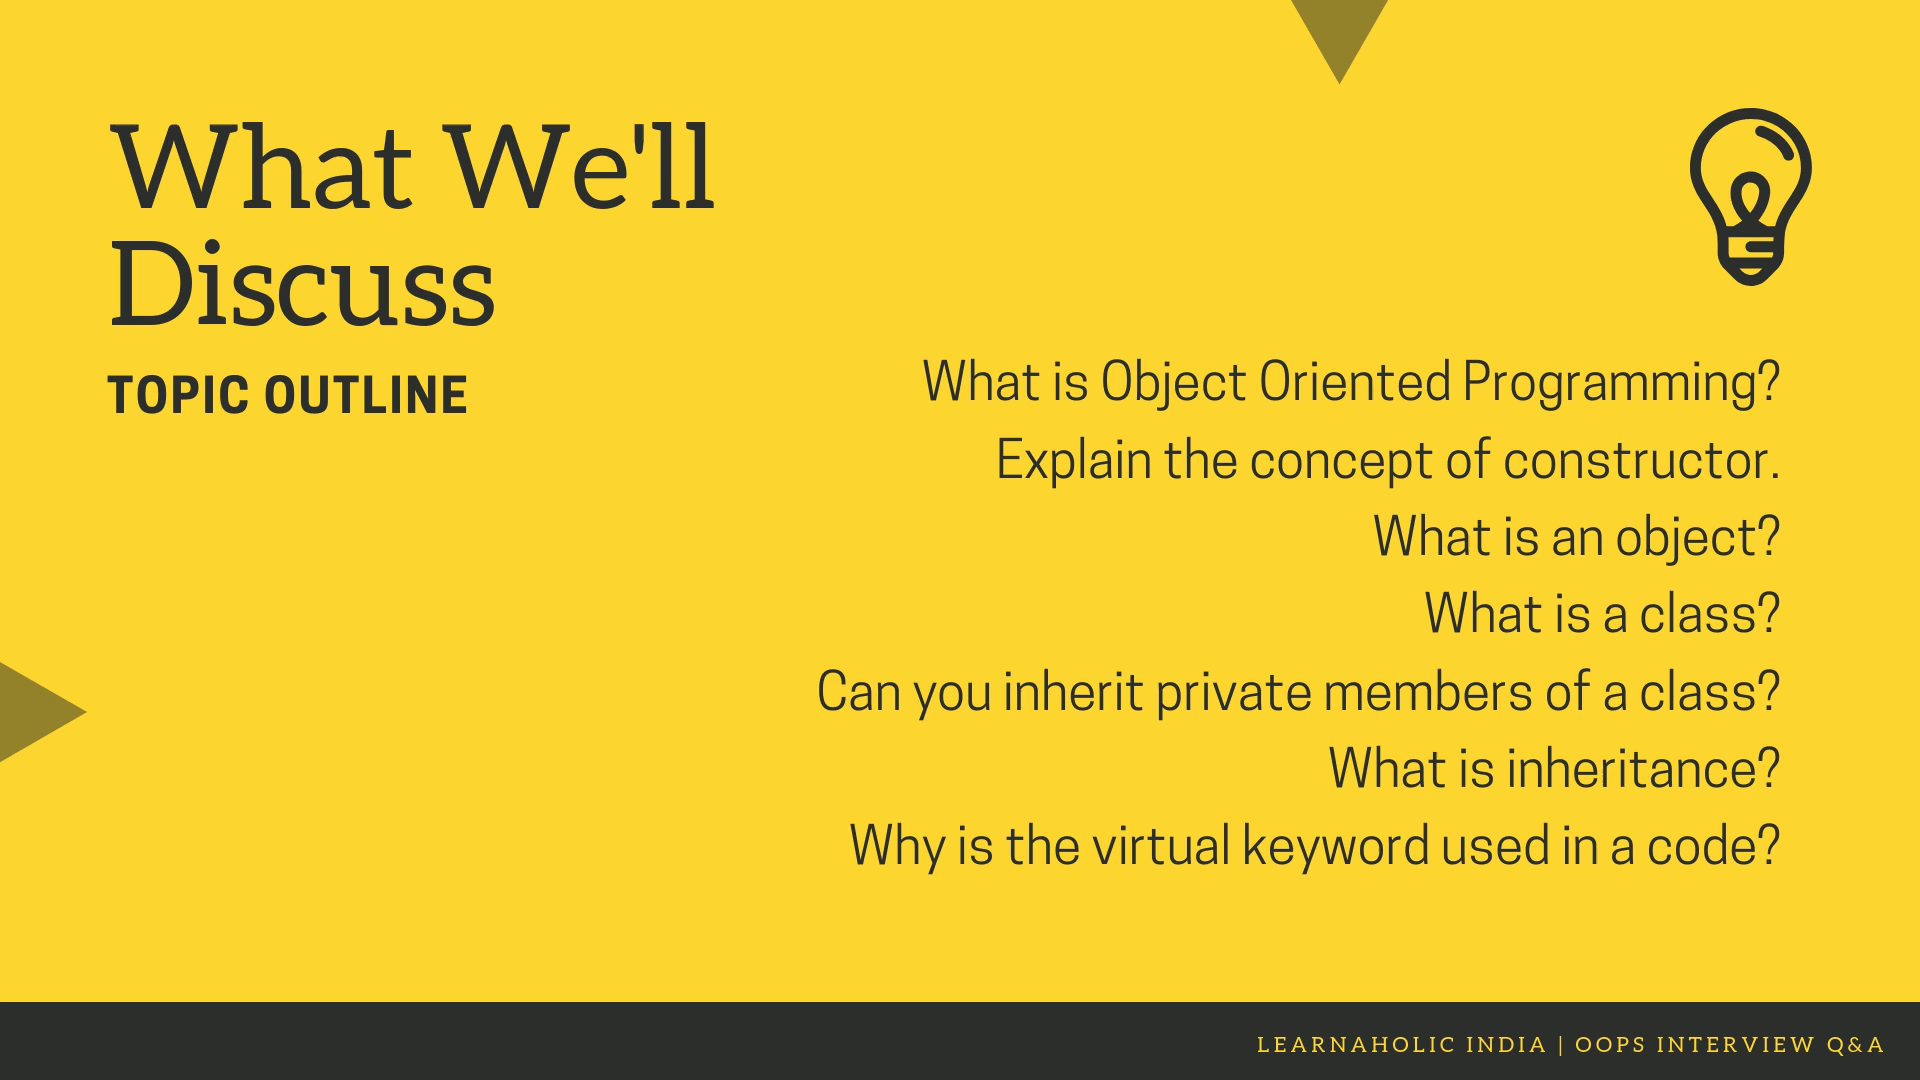 What We'll
Discuss
TOPIC OUTLINE
What is Object Oriented Programming?
Explain the concept of constructor.
What is an object?
What is a class?
Can you inherit private members of a class?
What is inheritance?
Why is the virtual keyword used in a code?
LEARNAHOLIC INDIA | OOPS INTERVIEW Q&A